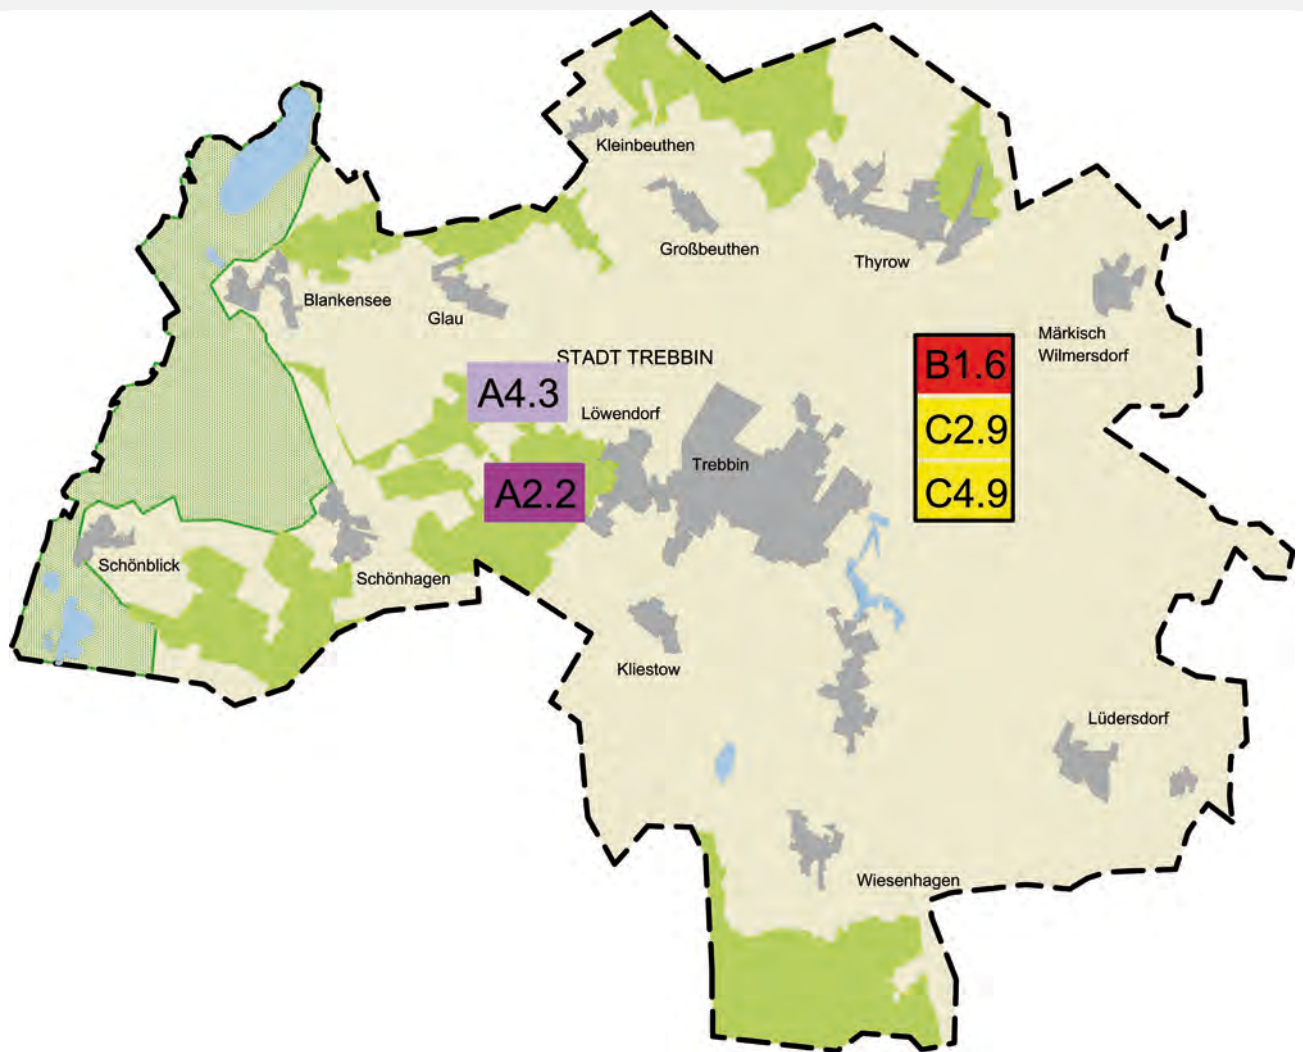 Kleinbeuthen
Großbeuthen
Thyrow
Blankensee
Glau
Märkisch
Wilmersdorf
STADT TREBBIN
B1.6
A4.3
Löwendorf
C2.9
Trebbin
A2.2
C4.9
Schönblick
Schönhagen
Kliestow
Lüdersdorf
Wiesenhagen